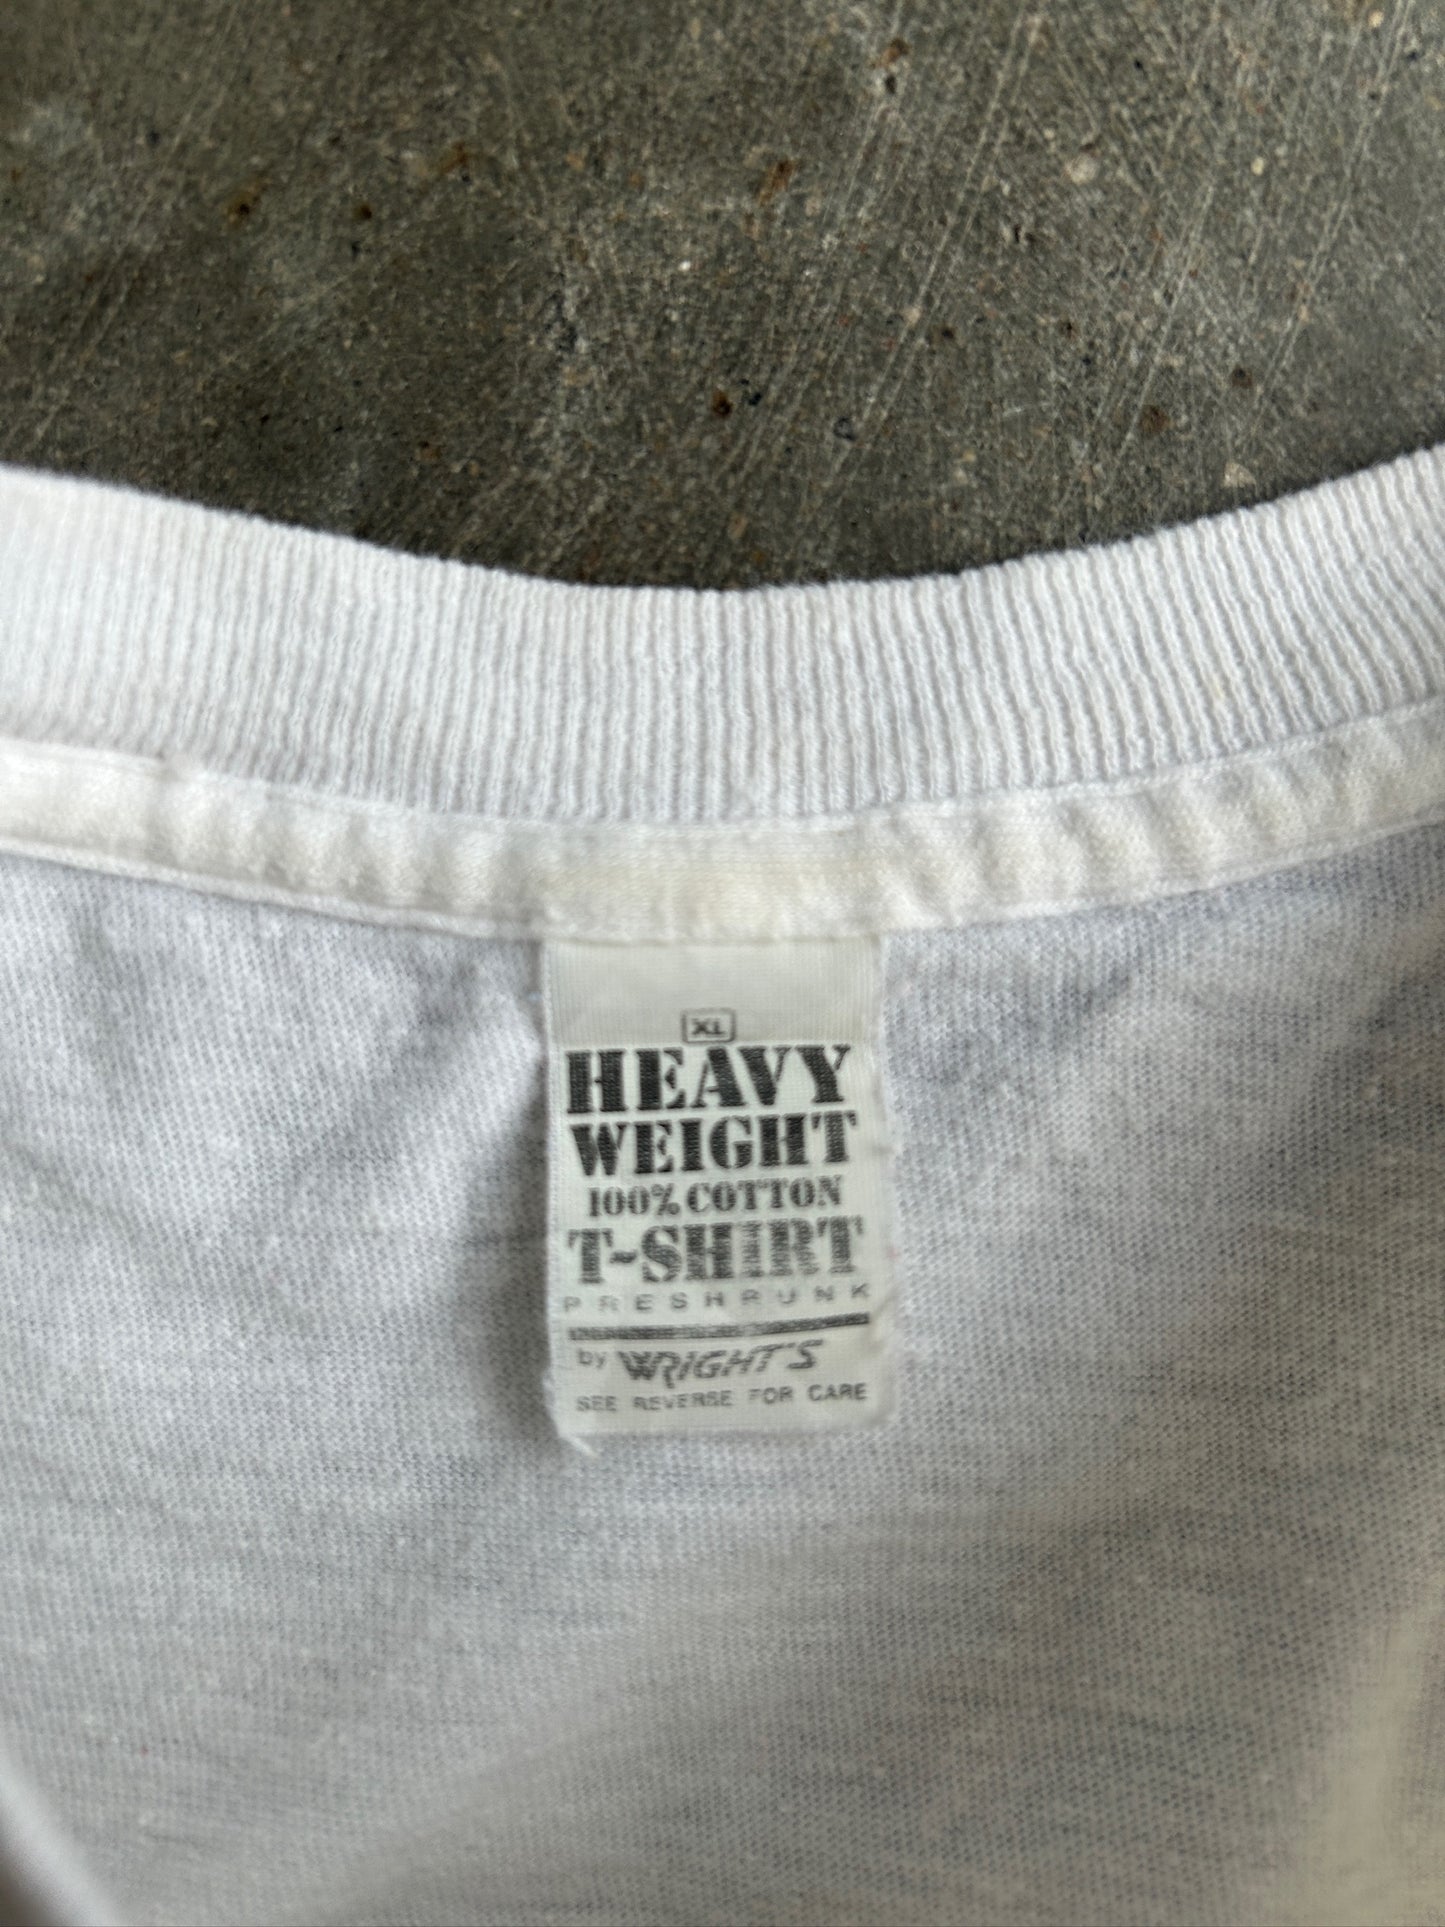 XL
HEAVY
WEIGHT
100% COTTON
T-SHIRT
PRESHRUNK
by WRIGHT'S
SEE REVERSE FOR CARE